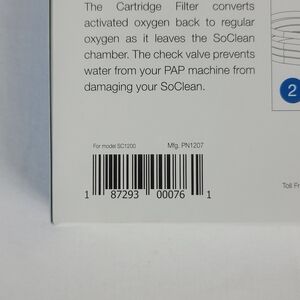 The Cartridge Filter converts
activated oxygen back to regular
oxygen as it leaves the SoClean
chamber. The check valve prevents
water from your PAP machine from
damaging your SoClean.
2
For model SC1200 Mfg. PN1207
1 87293 00076 1
Toll Fr